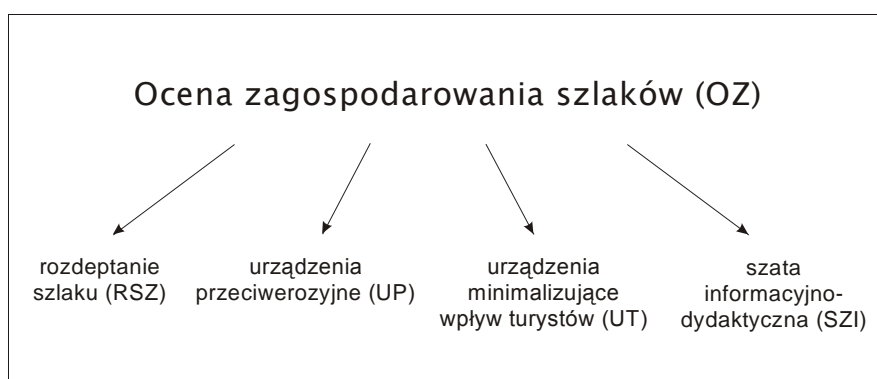 Ocena zagospodarowania szlaków (OZ)
rozdeptanie
szlaku (RSZ)
urządzenia
przeciwerozyjne (UP)
urządzenia
minimalizujące
wpływ turystów (UT)
szata
informacyjno-
dydaktyczna (SZI)